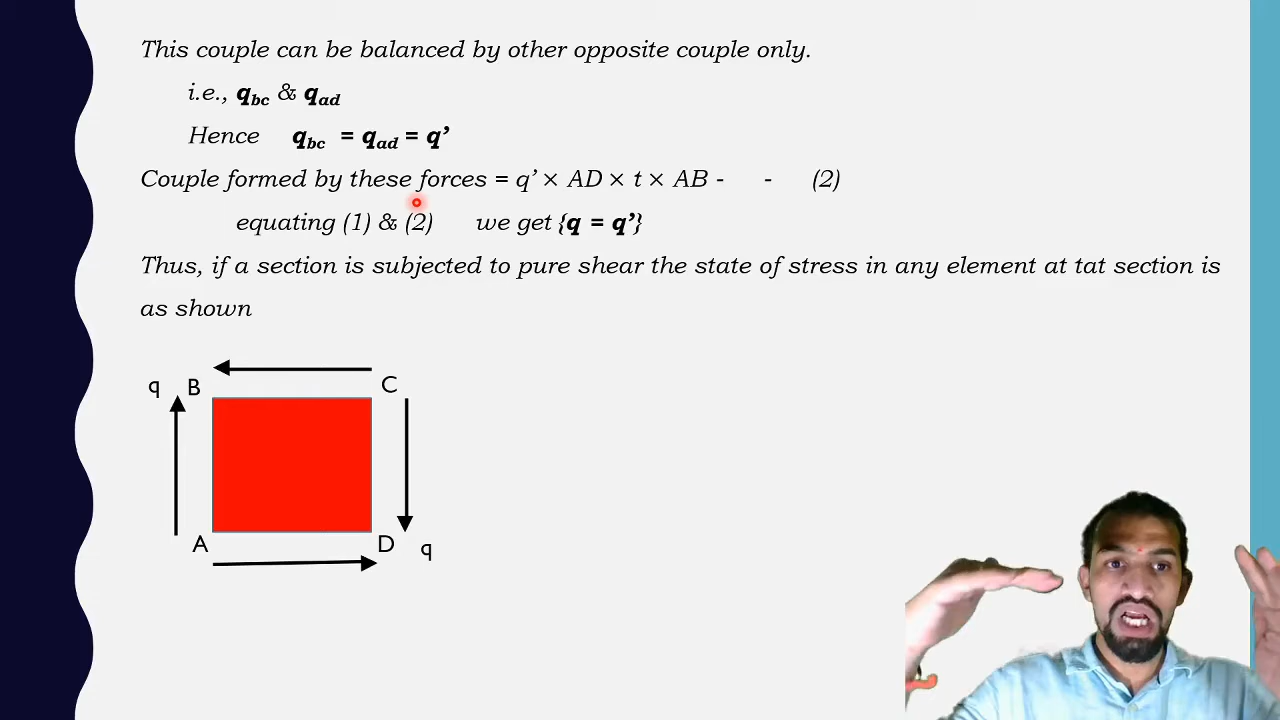 This couple can be balanced by other opposite couple only.
i.e., qbc & qad
Hence qbc = qad = q’
Couple formed by these forces = q’ × AD × t × AB - - (2)
equating (1) & (2) we get {q = q’}
Thus, if a section is subjected to pure shear the state of stress in any element at tat section is
as shown
q B C
A D q